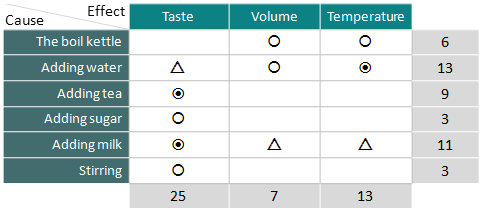 Effect
Cause
Taste Volume Temperature
The boil kettle 6
Adding water 13
Adding tea 9
Adding sugar 3
Adding milk 11
Stirring 3
25 7 13